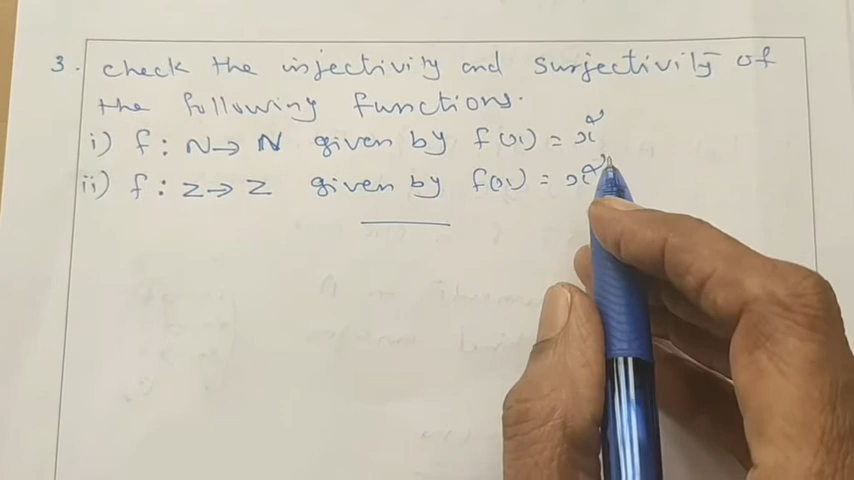 3. check the injectivity and surjectivity of
the following functions.
i) f : N → N given by f(x) = x²
ii) f : Z → Z given by f(x) = x²